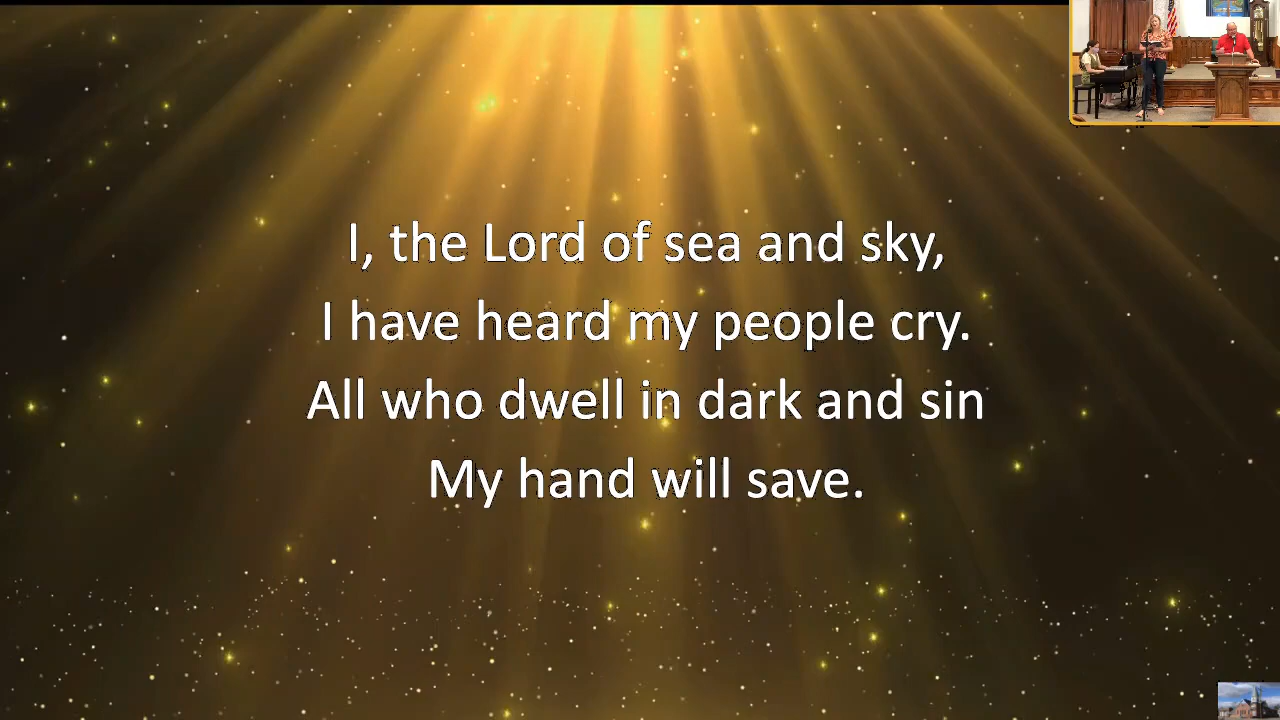 I, the Lord of sea and sky,
I have heard my people cry.
All who dwell in dark and sin
My hand will save.